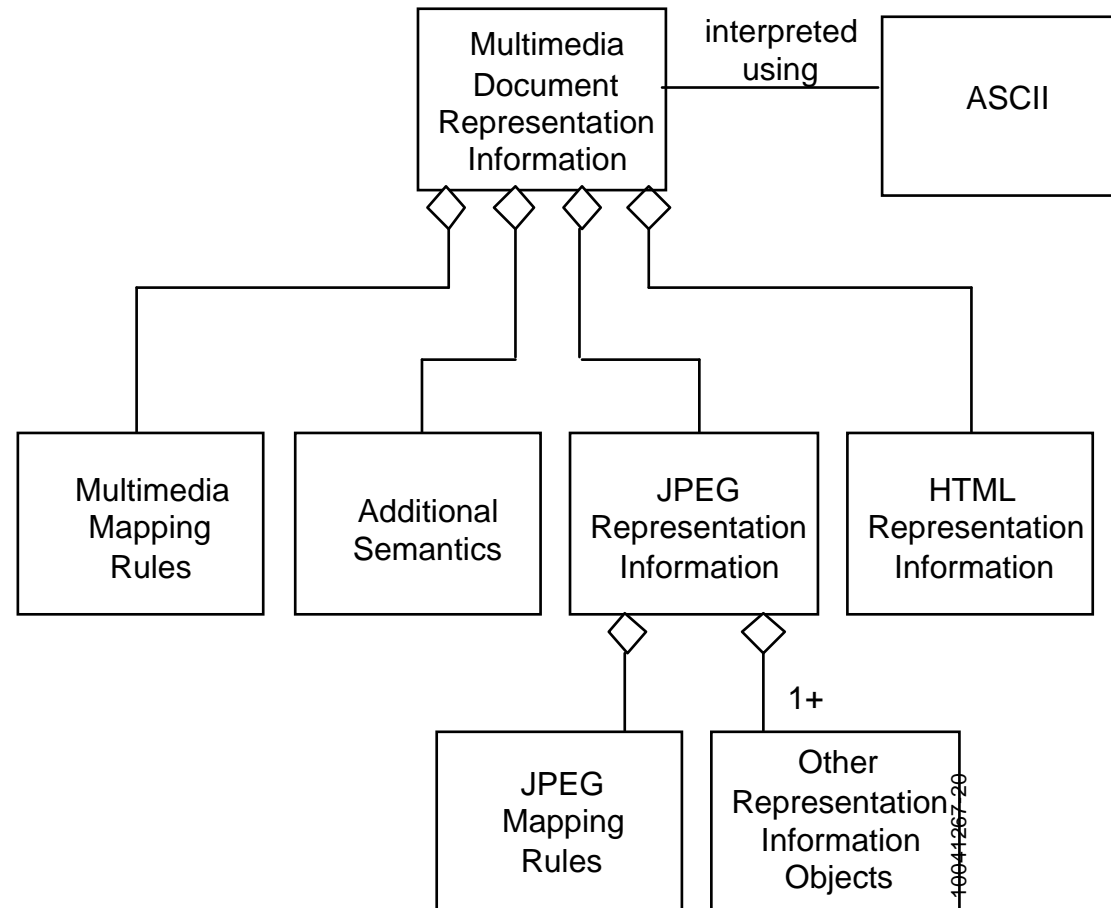 Multimedia
Document
Representation
Information
interpreted
using
ASCII
Multimedia
Mapping
Rules
Additional
Semantics
JPEG
Representation
Information
HTML
Representation
Information
1+
JPEG
Mapping
Rules
Other
Representation
Information
Objects
10041267-20